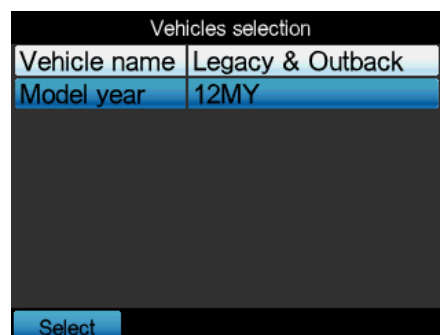 Vehicles selection
Vehicle name Legacy & Outback
Model year 12MY
Select